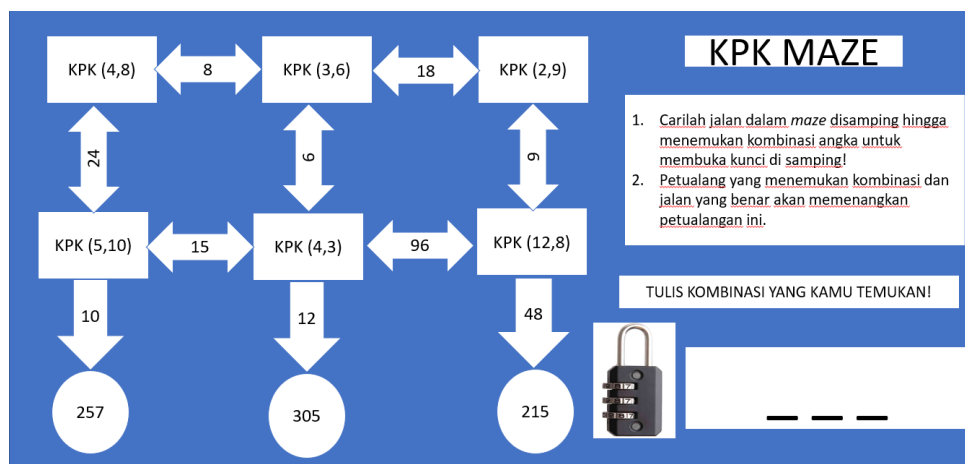 KPK MAZE
KPK (4,8)
8
KPK (3,6)
18
KPK (2,9)
24
6
9
KPK (5,10)
15
KPK (4,3)
96
KPK (12,8)
10
12
48
257
305
215
1. Carilah jalan dalam maze disamping hingga
menemukan kombinasi angka untuk
membuka kunci di samping!
2. Petualang yang menemukan kombinasi dan
jalan yang benar akan memenangkan
petualangan ini.
TULIS KOMBINASI YANG KAMU TEMUKAN!